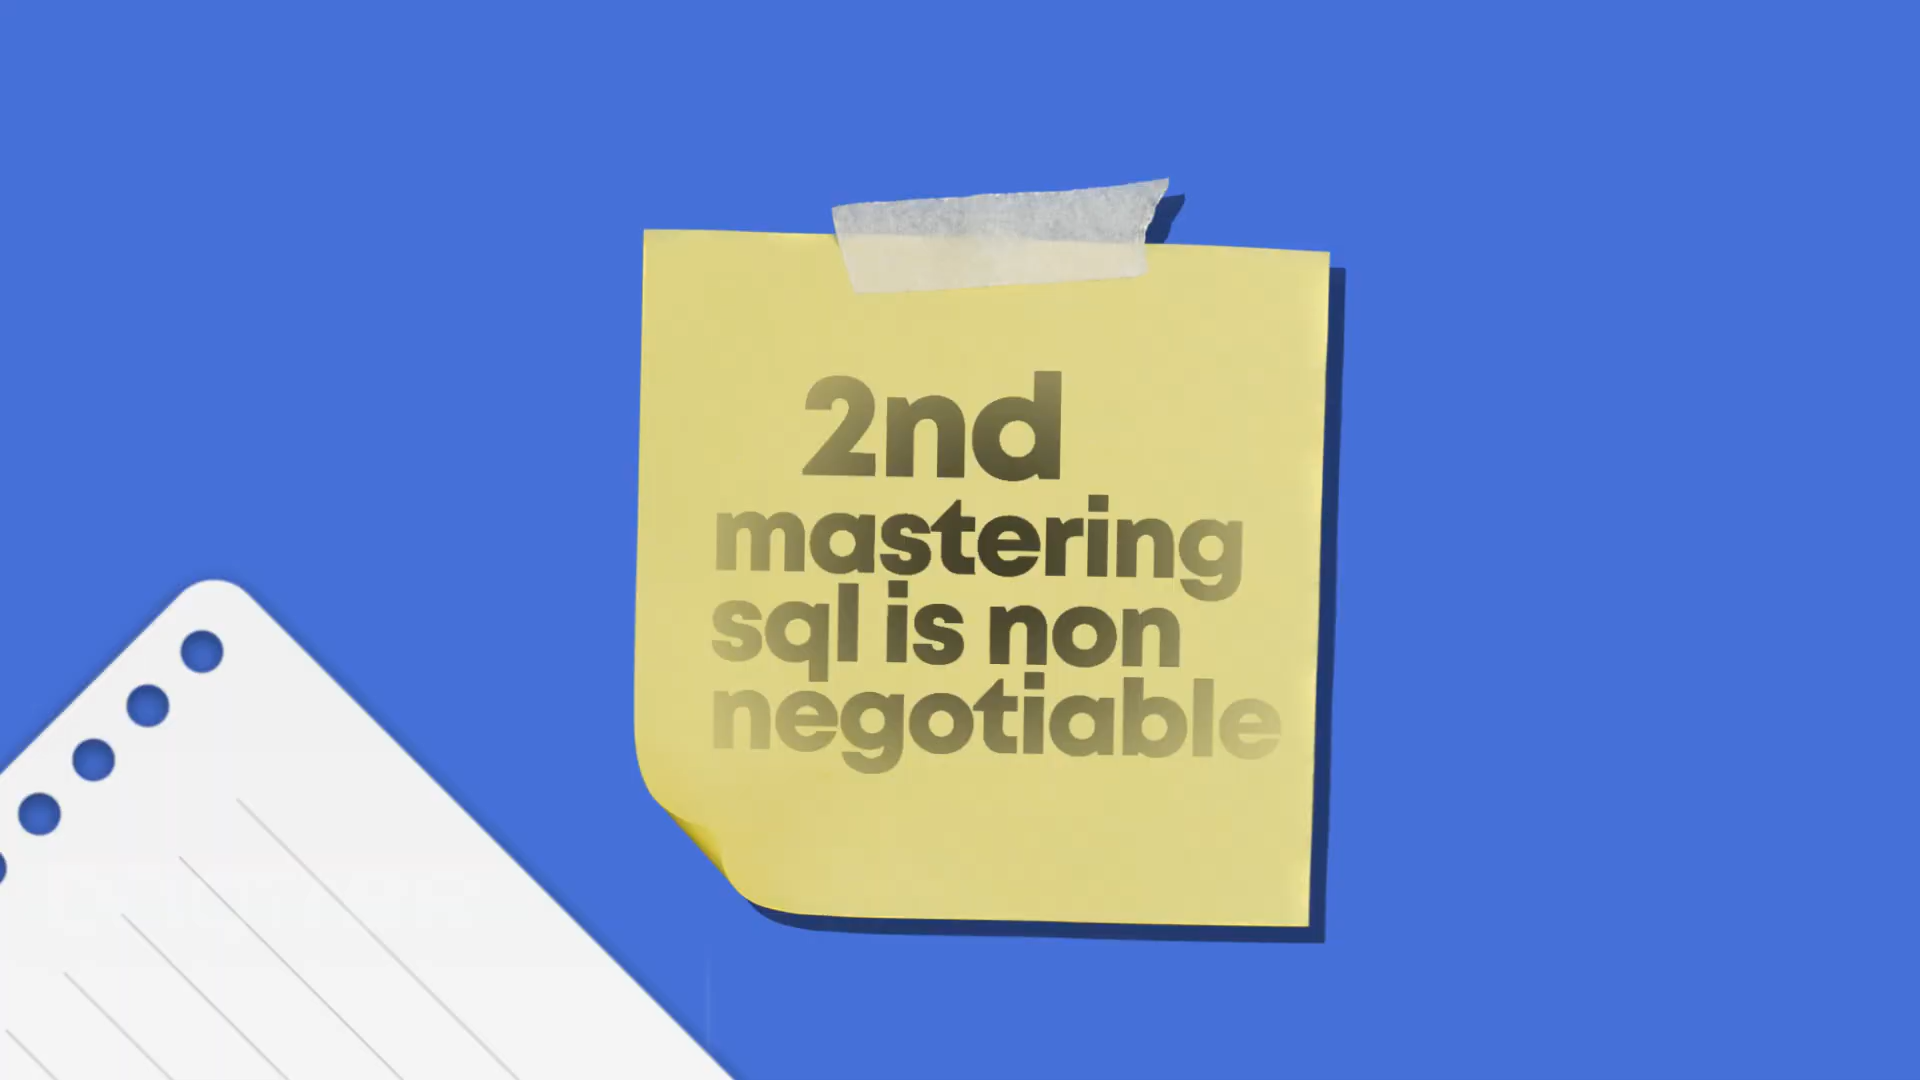 2nd
mastering
sql is non
negotiable